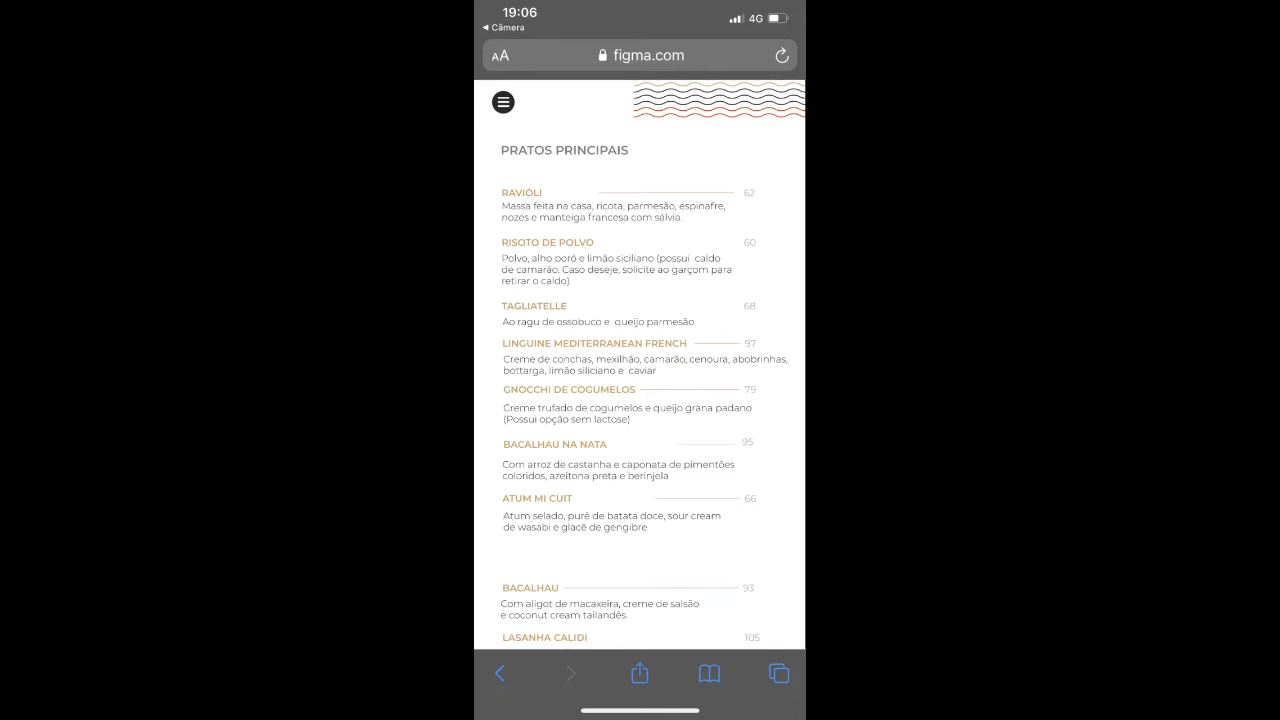 19:06
4G
◀ Câmera
AA
figma.com
PRATOS PRINCIPAIS
RAVIÓLI 62
Massa feita na casa, ricota, parmesão, espinafre,
nozes e manteiga francesa com sálvia.
RISOTO DE POLVO 60
Polvo, alho poró e limão siciliano (possui caldo
de camarão. Caso deseje, solicite ao garçom para
retirar o caldo)
TAGLIATELLE 68
Ao ragu de ossobuco e queijo parmesão
LINGUINE MEDITERRANEAN FRENCH 97
Creme de conchas, mexilhão, camarão, cenoura, abobrinhas,
bottarga, limão siliciano e caviar
GNOCCHI DE COGUMELOS 79
Creme trufado de cogumelos e queijo grana padano
(Possui opção sem lactose)
BACALHAU NA NATA 95
Com arroz de castanha e caponata de pimentões
coloridos, azeitona preta e berinjela
ATUM MI CUIT 66
Atum selado, purê de batata doce, sour cream
de wasabi e glacê de gengibre
BACALHAU 93
Com aligot de macaxeira, creme de salsão
e coconut cream tailandês.
LASANHA CALIDI 105